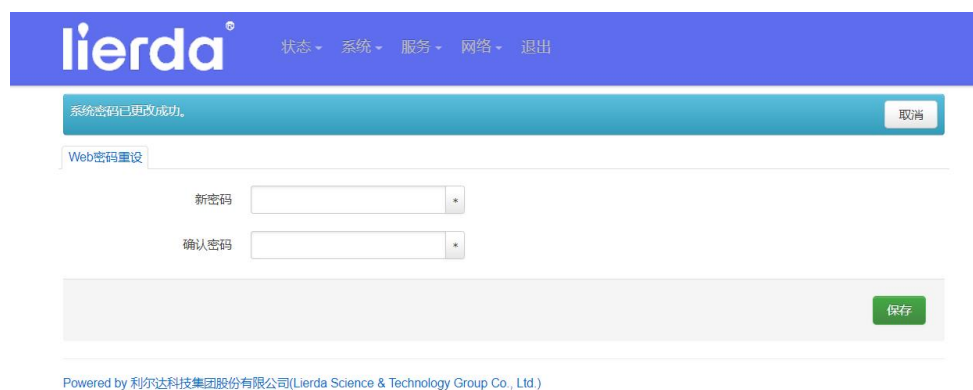 lierda®
状态 系统 服务 网络 退出
系统密码已更改成功。
取消
Web密码重设
新密码 *
确认密码 *
保存
Powered by 利尔达科技集团股份有限公司(Lierda Science & Technology Group Co., Ltd.)